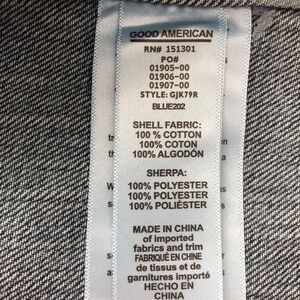 GOOD AMERICAN
RN# 151301
PO#
01905-00
01906-00
01907-00
STYLE: GJK79R
BLUE202
SHELL FABRIC:
100 % COTTON
100% COTON
100% ALGODÓN
SHERPA:
100% POLYESTER
100% POLYESTER
100% POLIÉSTER
MADE IN CHINA
of imported
fabrics and trim
FABRIQUÉ EN CHINE
de tissus et de
garnitures importé
HECHO EN
CHINA